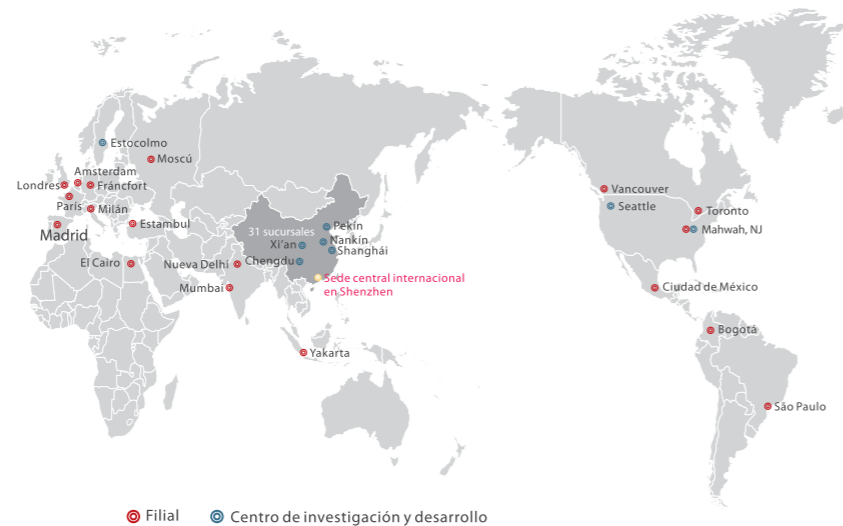 Estocolmo
Moscú
Amsterdam
Londres
Fráncfort
París
Milán
Madrid
Estambul
El Cairo
Nueva Delhi
Mumbai
31 sucursales
Pekín
Nankín
Xi'an
Shanghái
Chengdu
Sede central internacional
en Shenzhen
Yakarta
Vancouver
Seattle
Toronto
Mahwah, NJ
Ciudad de México
Bogotá
São Paulo
Filial
Centro de investigación y desarrollo